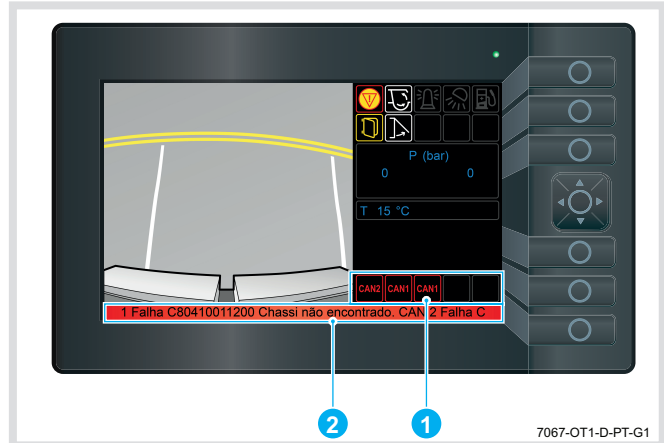 P (bar)
0 0
T 15 °C
CAN2 CAN1 CAN1
1 Falha C80410011200 Chassi não encontrado. CAN 2 Falha C
2 1
7067-OT1-D-PT-G1